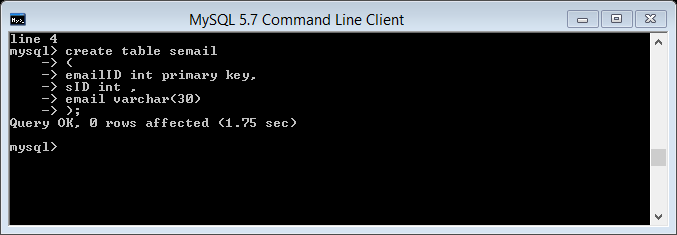 MySQL 5.7 Command Line Client
line 4
mysql> create table semail
    -> (
    -> emailID int primary key,
    -> sID int ,
    -> email varchar(30)
    -> );
Query OK, 0 rows affected (1.75 sec)
mysql>